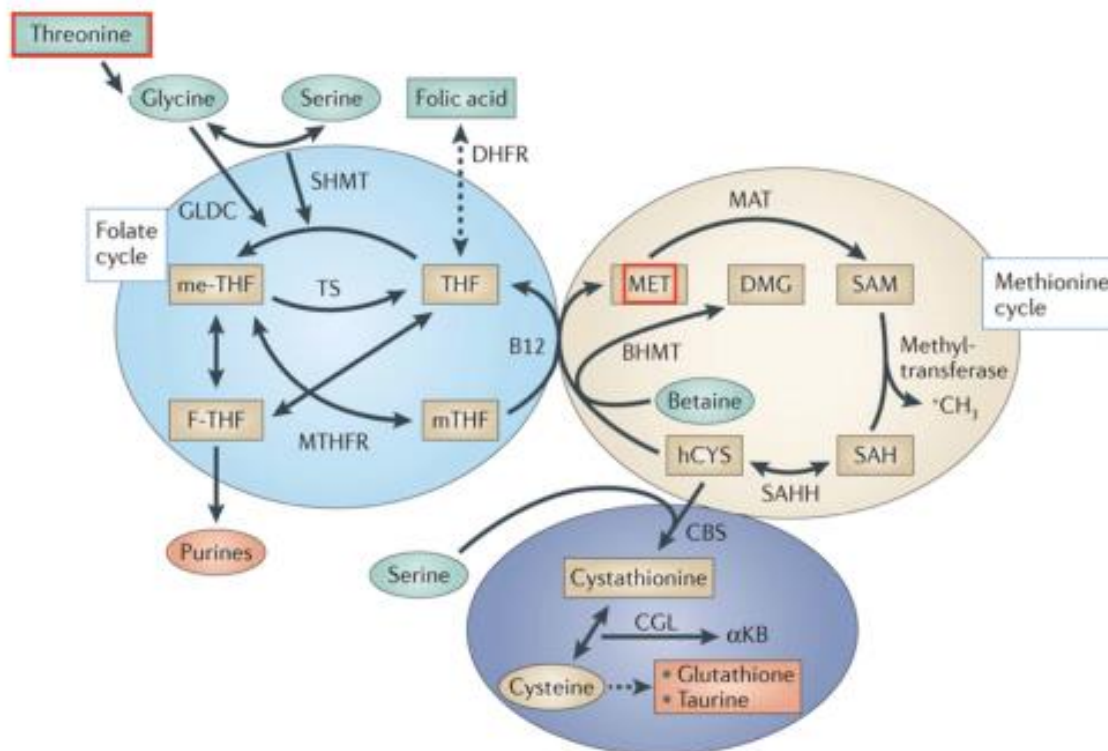 Threonine
Glycine
Serine
Folic acid
DHFR
SHMT
GLDC
Folate
cycle
me-THF
TS
THF
F-THF
MTHFR
mTHF
B12
Purines
MAT
MET
DMG
SAM
Methionine
cycle
BHMT
Methyl-
transferase
Betaine
*CH₃
hCYS
SAH
SAHH
CBS
Serine
Cystathionine
CGL
αKB
Cysteine
• Glutathione
• Taurine